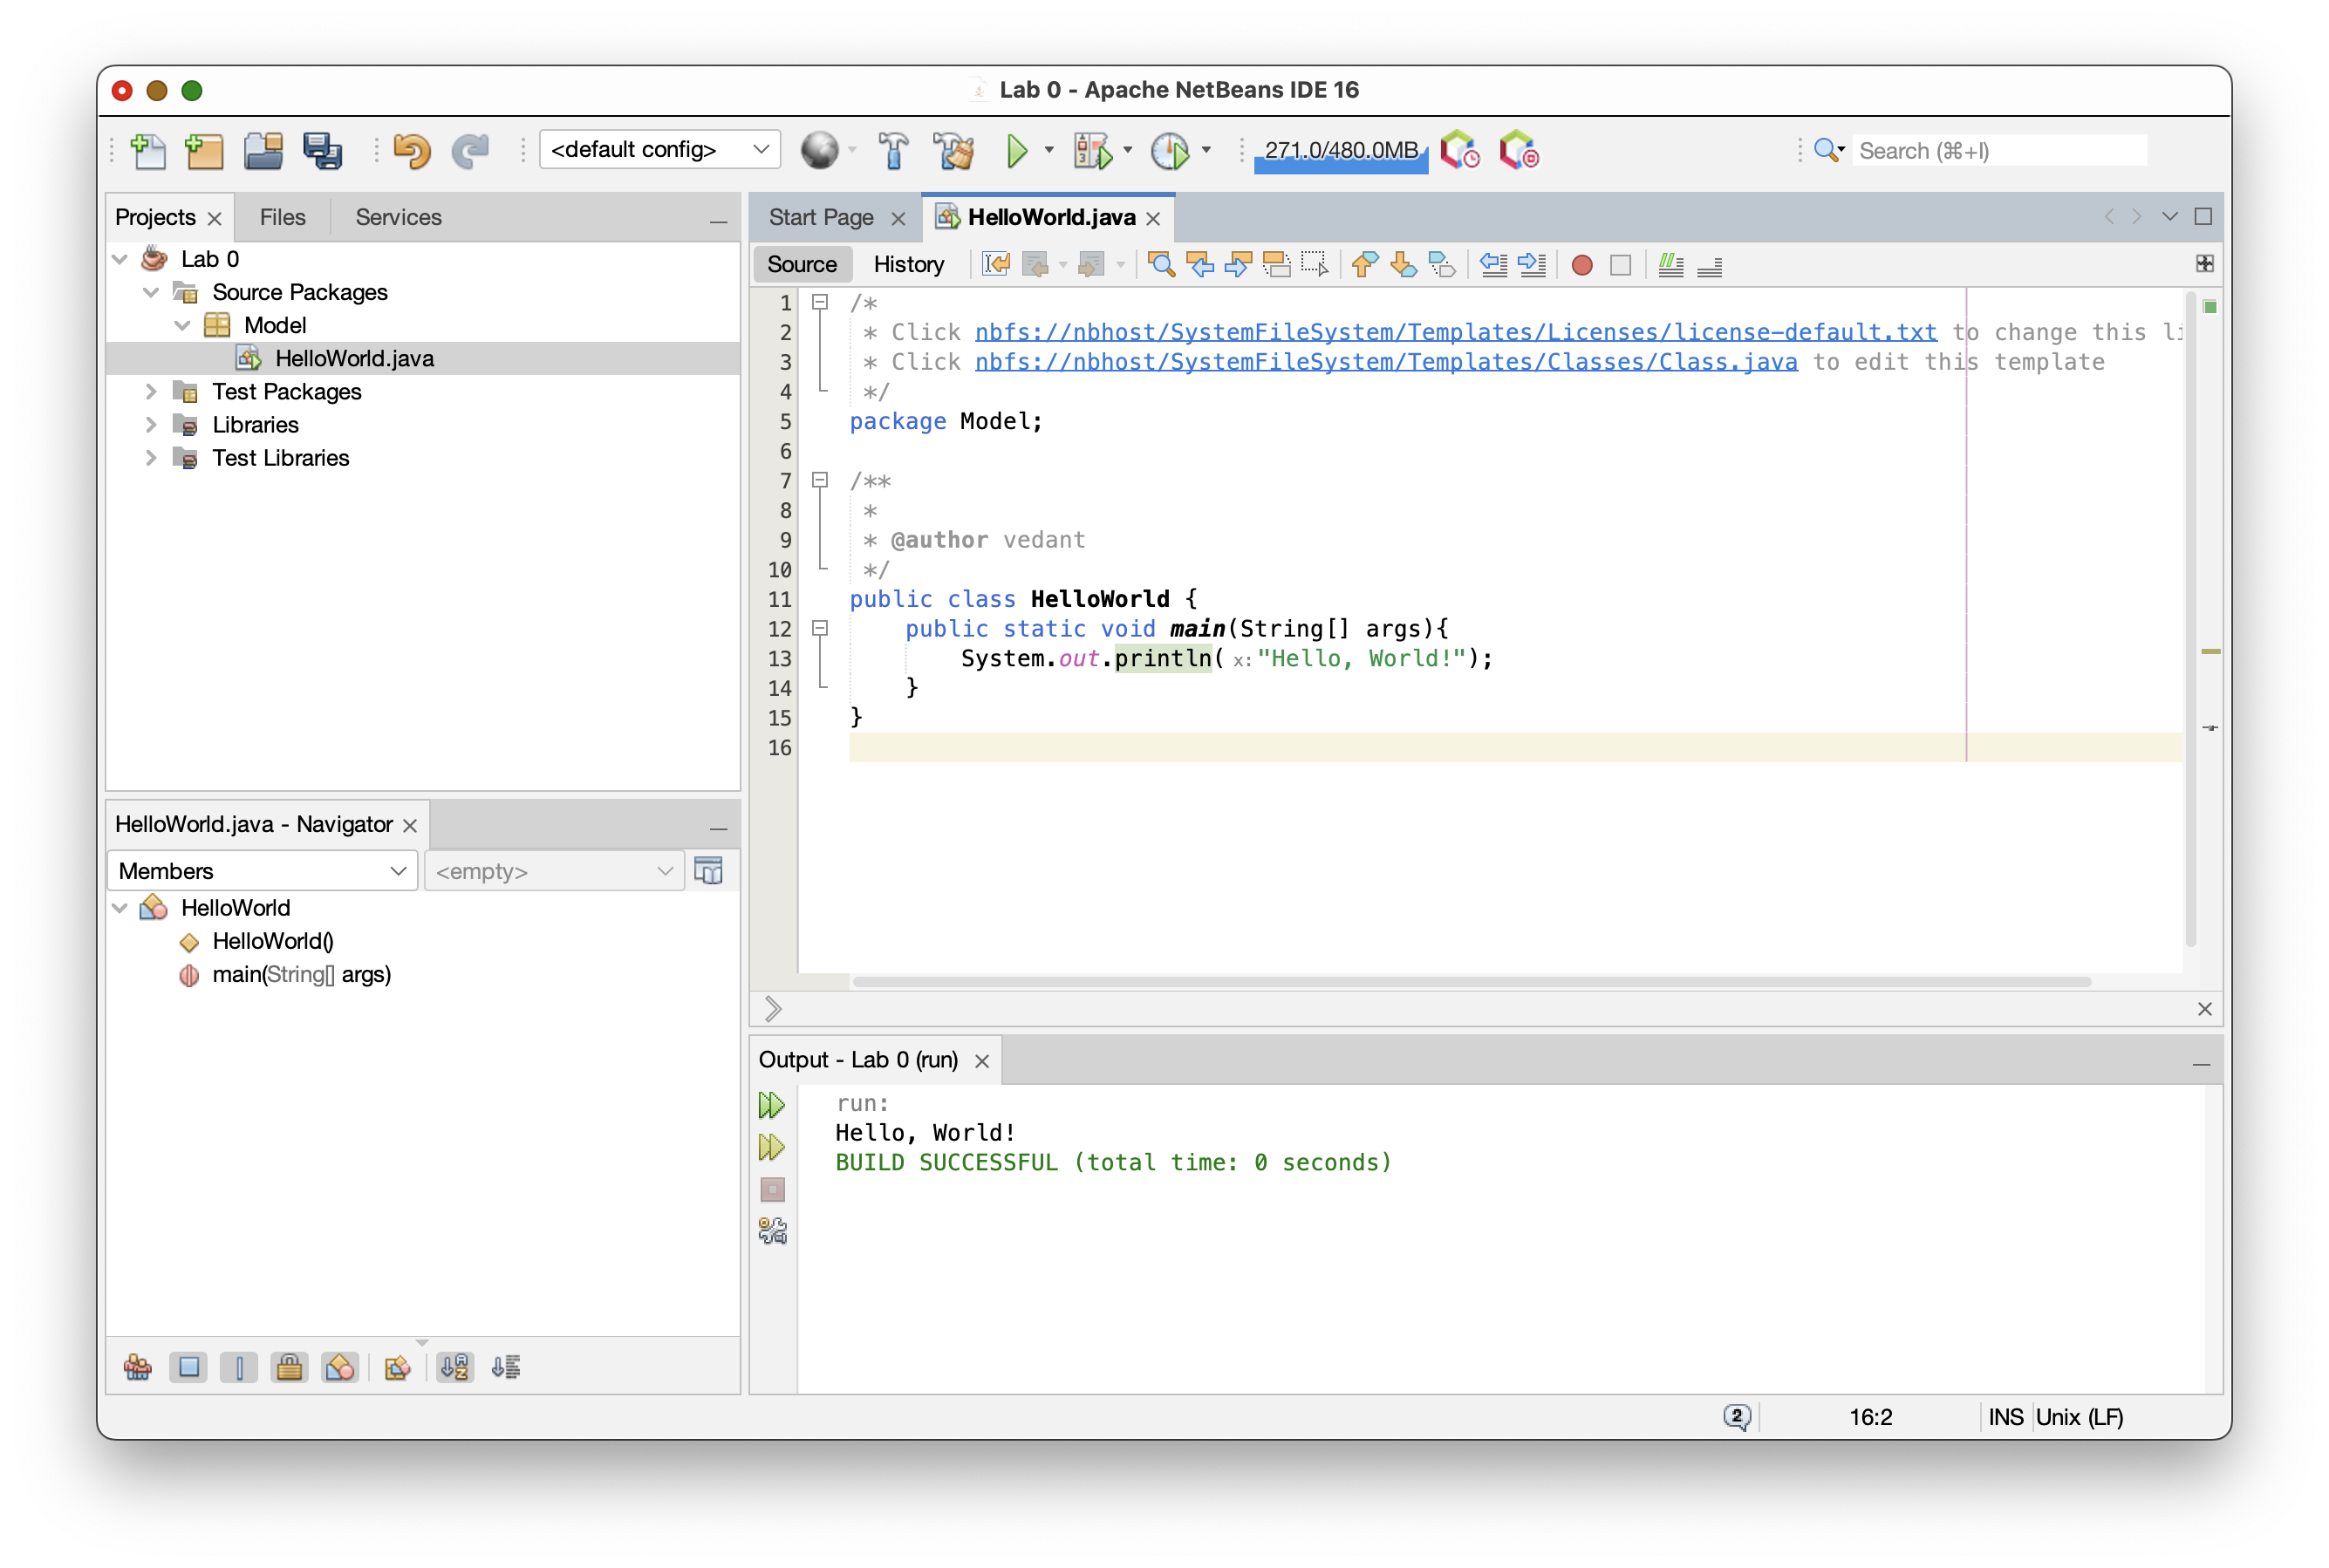 Lab 0 - Apache NetBeans IDE 16
<default config>
271.0/480.0MB
Search (⌘+I)
Projects
Files
Services
Lab 0
Source Packages
Model
HelloWorld.java
Test Packages
Libraries
Test Libraries
HelloWorld.java - Navigator
Members
<empty>
HelloWorld
HelloWorld()
main(String[] args)
Start Page
HelloWorld.java
Source
History
1 /*
2 * Click nbfs://nbhost/SystemFileSystem/Templates/Licenses/license-default.txt to change this li
3 * Click nbfs://nbhost/SystemFileSystem/Templates/Classes/Class.java to edit this template
4 */
5 package Model;
6
7 /**
8 *
9 * @author vedant
10 */
11 public class HelloWorld {
12 public static void main(String[] args){
13 System.out.println( x: "Hello, World!");
14 }
15 }
16
Output - Lab 0 (run)
run:
Hello, World!
BUILD SUCCESSFUL (total time: 0 seconds)
2
16:2
INS
Unix (LF)